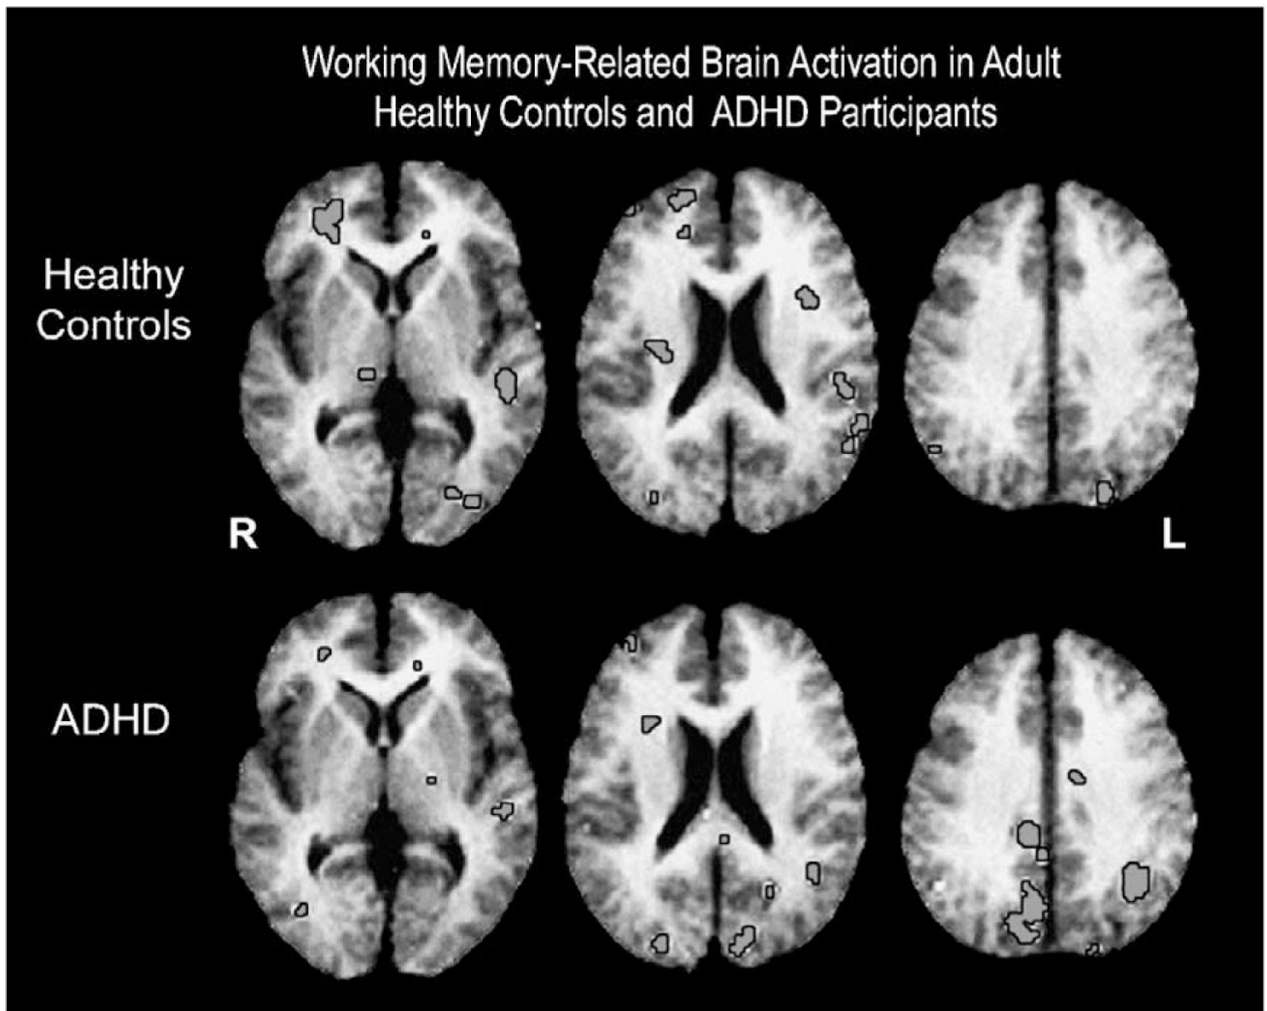 Working Memory-Related Brain Activation in Adult
Healthy Controls and ADHD Participants
Healthy
Controls
R
L
ADHD